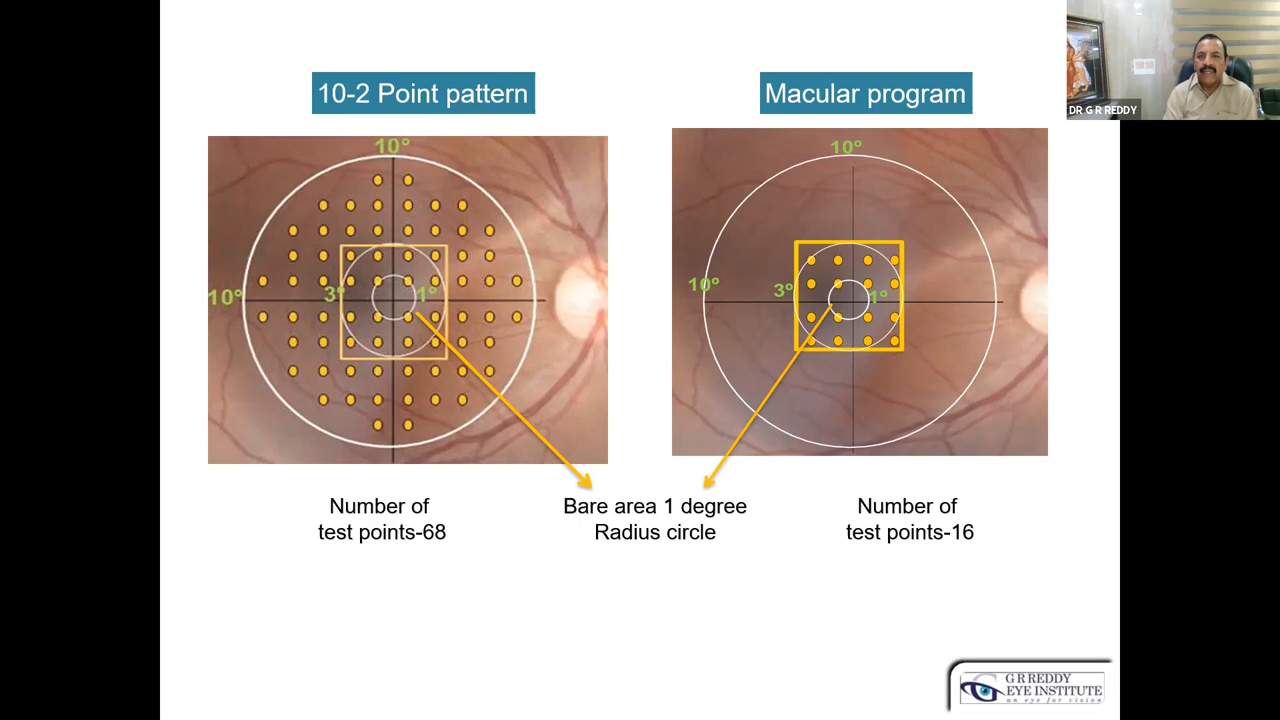 10-2 Point pattern
Macular program
DR G R REDDY
10°
10°
3°
1°
10°
10°
3°
1°
Number of
test points-68
Bare area 1 degree
Radius circle
Number of
test points-16
G R REDDY
EYE INSTITUTE
an eye for vision